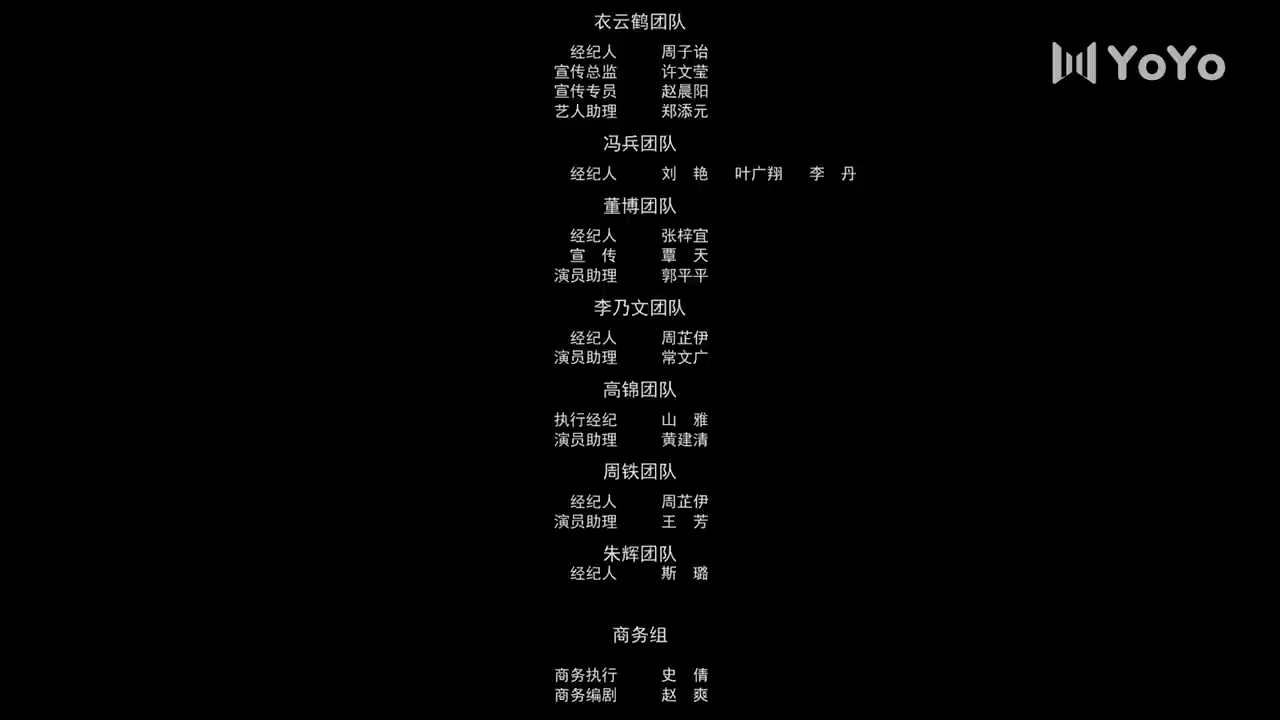 衣云鹤团队
YoYo
经纪人 周子诒
宣传总监 许文莹
宣传专员 赵晨阳
艺人助理 郑添元
冯兵团队
经纪人 刘 艳 叶广翔 李 丹
董博团队
经纪人 张梓宜
宣 传 覃 天
演员助理 郭平平
李乃文团队
经纪人 周芷伊
演员助理 常文广
高锦团队
执行经纪 山 雅
演员助理 黄建清
周铁团队
经纪人 周芷伊
演员助理 王 芳
朱辉团队
经纪人 斯 璐
商务组
商务执行 史 倩
商务编剧 赵 爽